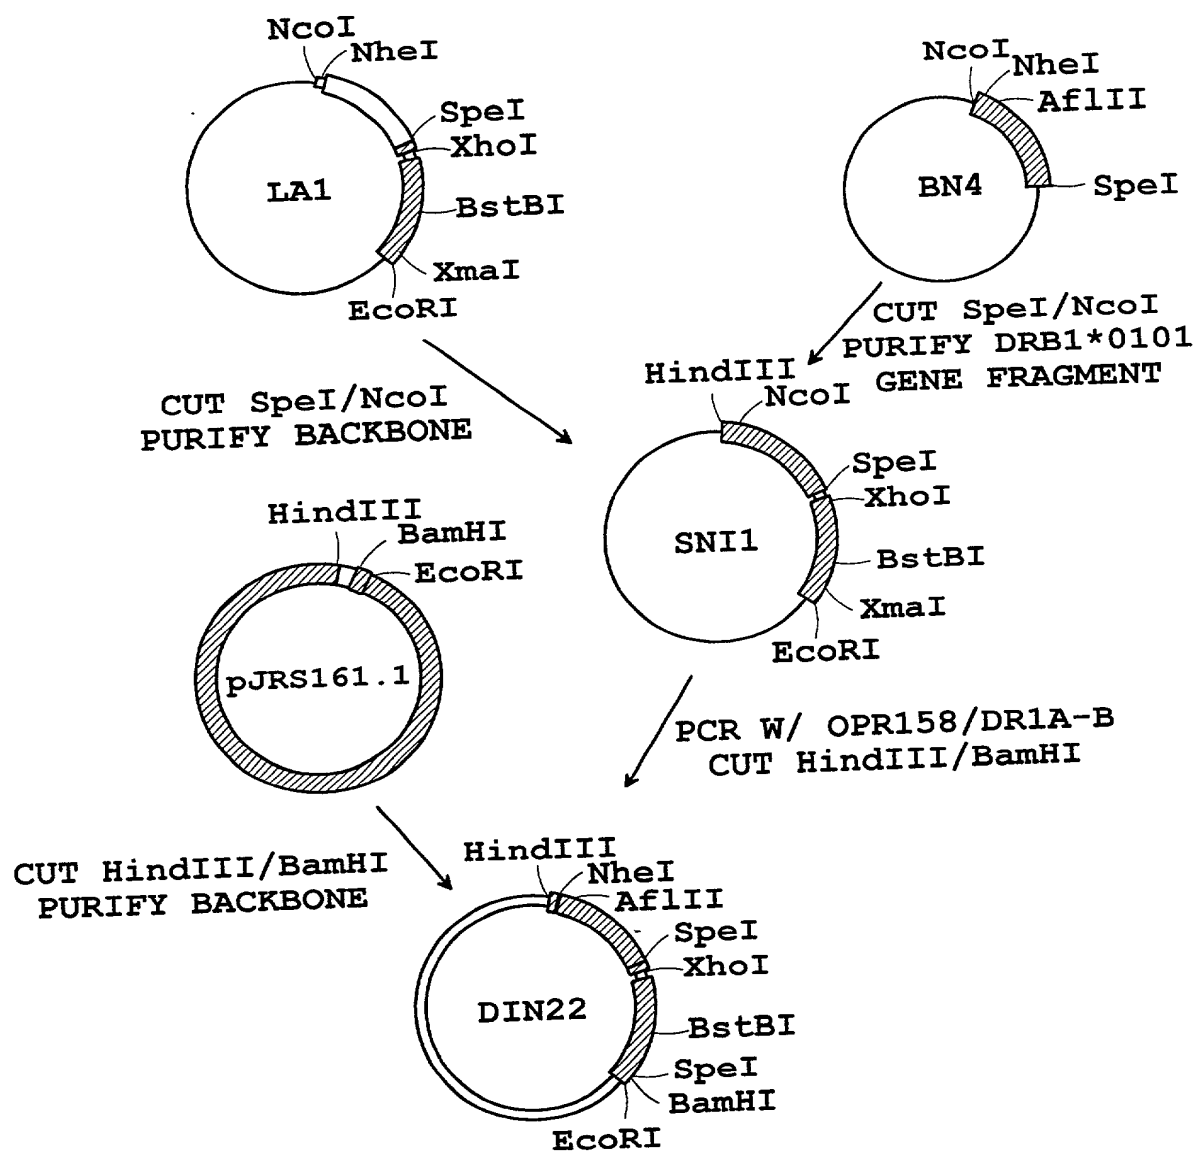 NcoI
NheI
SpeI
XhoI
LA1
BstBI
XmaI
EcoRI
NcoI
NheI
AflII
BN4
SpeI
CUT SpeI/NcoI
PURIFY DRB1*0101
GENE FRAGMENT
CUT SpeI/NcoI
PURIFY BACKBONE
HindIII
NcoI
SpeI
XhoI
SNI1
BstBI
XmaI
EcoRI
HindIII
BamHI
EcoRI
pJRS161.1
PCR W/ OPR158/DR1A-B
CUT HindIII/BamHI
CUT HindIII/BamHI
PURIFY BACKBONE
HindIII
NheI
AflII
SpeI
XhoI
DIN22
BstBI
SpeI
BamHI
EcoRI